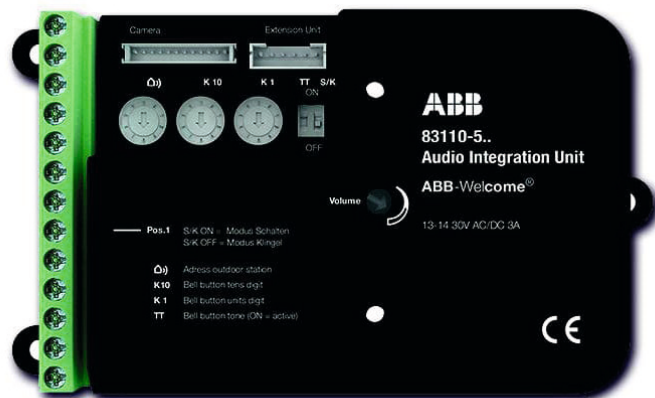 Camera Extension Unit
K 10 K 1 TT S/K
ON
OFF
ABB
83110-5..
Audio Integration Unit
ABB-Welcome®
Volume
13-14 30V AC/DC 3A
Pos.1 S/K ON = Modus Schalten
S/K OFF = Modus Klingel
Adress outdoor station
K10 Bell button tens digit
K 1 Bell button units digit
TT Bell button tone (ON = active)
CE